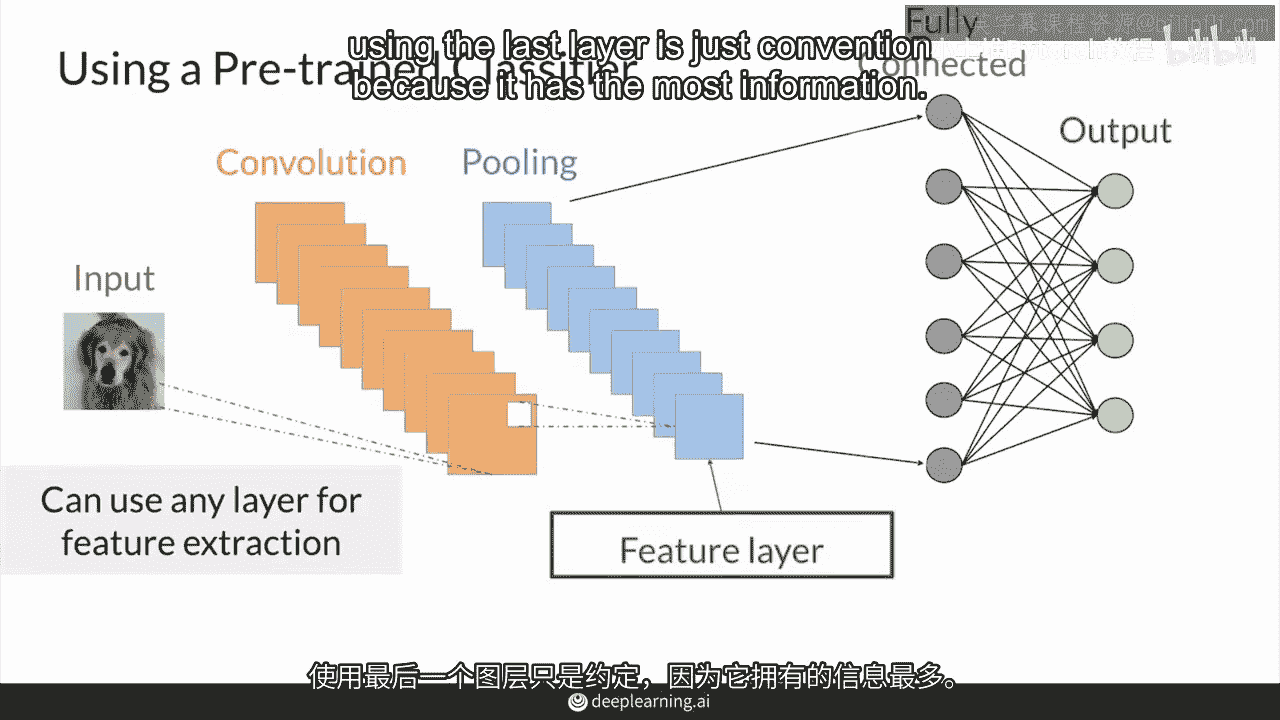 using the last layer is just convention
because it has the most information.
Using a Pre-trained Classifier
Fully
Connected
Output
Convolution
Pooling
Input
Can use any layer for
feature extraction
Feature layer
使用最后一个图层只是约定，因为它拥有的信息最多。
deeplearning.ai